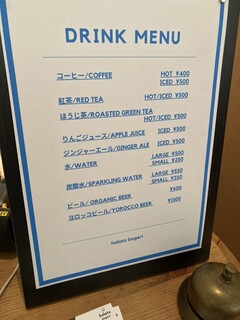 DRINK MENU
コーヒー/COFFEE HOT ¥400
ICED ¥500
紅茶/RED TEA HOT/ICED ¥500
ほうじ茶/ROASTED GREEN TEA
HOT/ICED ¥500
りんごジュース/APPLE JUICE ICED ¥500
ジンジャーエール/GINGER ALE ICED ¥500
水/WATER LARGE ¥500
SMALL ¥250
炭酸水/SPARKLING WATER LARGE ¥550
SMALL ¥350
ビール/ ORGANIC BEER ¥600
ヨロッコビール/YOROCCO BEER ¥1000
hakuta bogeri